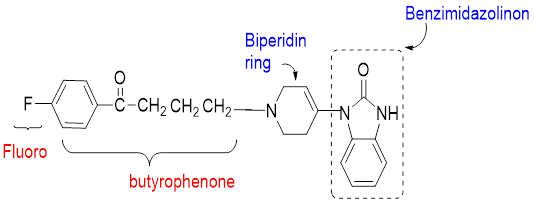 Benzimidazolinon
Biperidin
ring
O
O
F
C-CH2CH2CH2
N
N
NH
Fluoro
butyrophenone